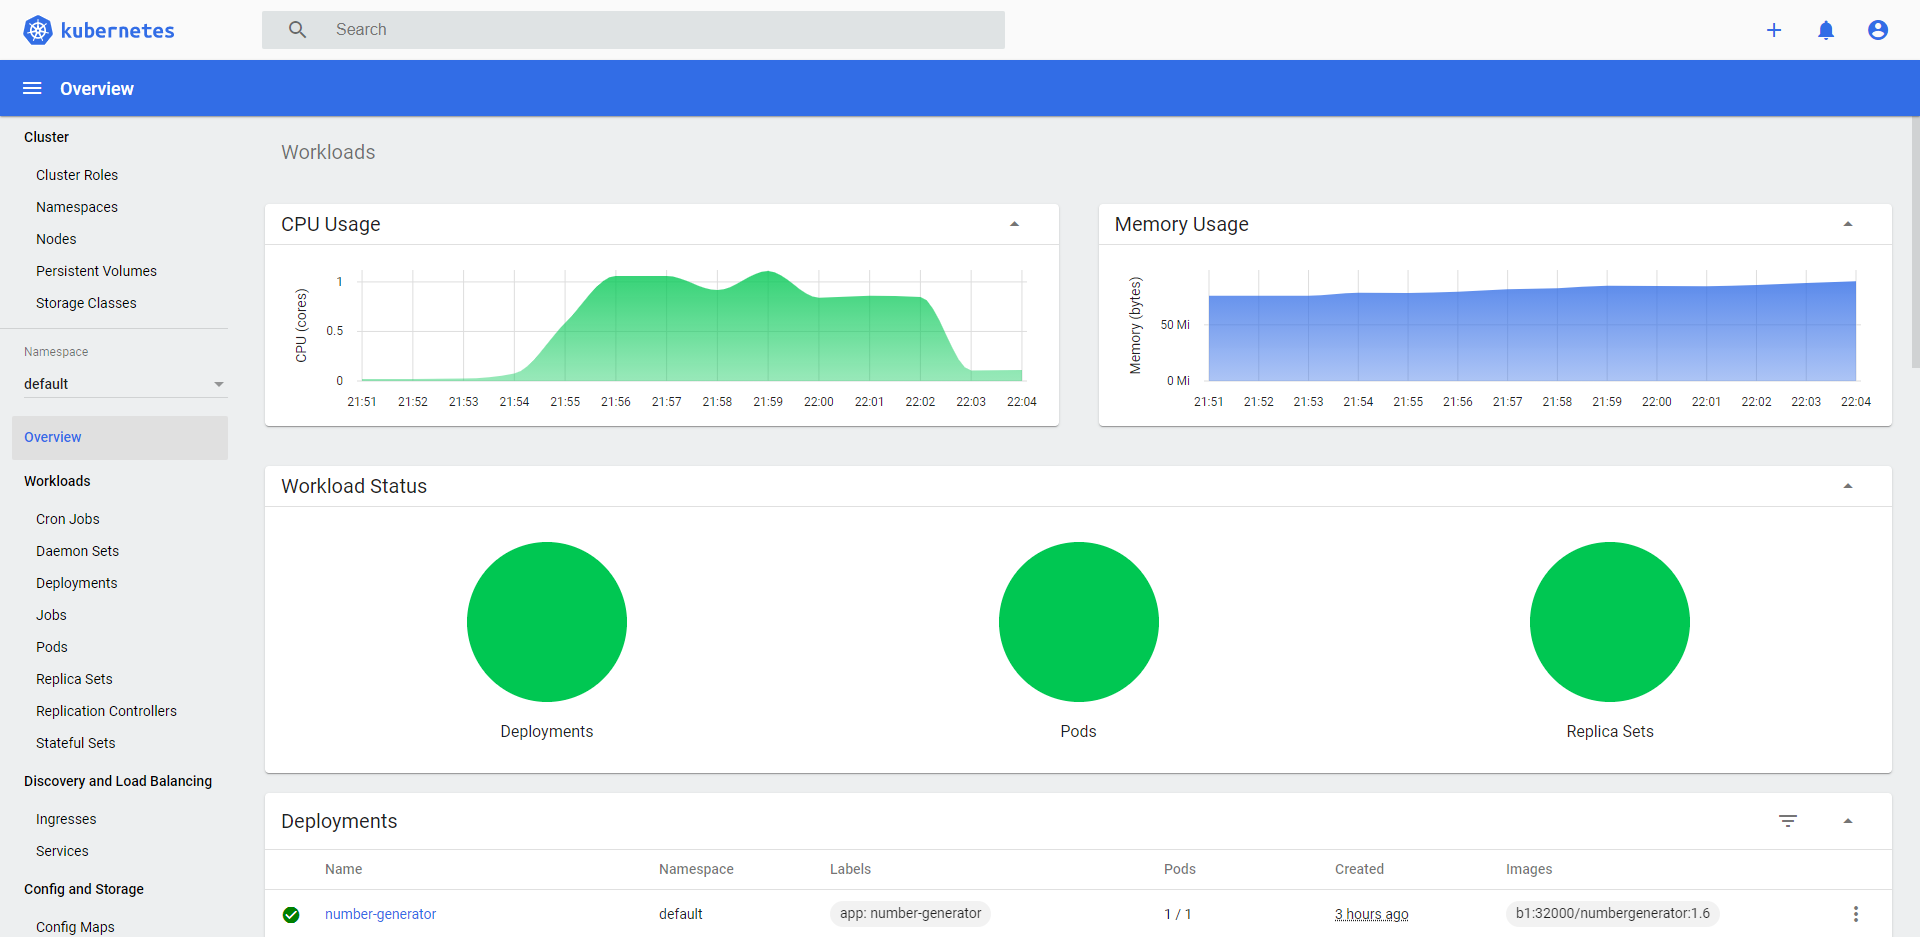 kubernetes
Search
Overview
Cluster
Cluster Roles
Namespaces
Nodes
Persistent Volumes
Storage Classes
Namespace
default
Overview
Workloads
Cron Jobs
Daemon Sets
Deployments
Jobs
Pods
Replica Sets
Replication Controllers
Stateful Sets
Discovery and Load Balancing
Ingresses
Services
Config and Storage
Config Maps
Workloads
CPU Usage
CPU (cores)
1
0.5
0
21:51 21:52 21:53 21:54 21:55 21:56 21:57 21:58 21:59 22:00 22:01 22:02 22:03 22:04
Memory Usage
Memory (bytes)
50 Mi
0 Mi
21:51 21:52 21:53 21:54 21:55 21:56 21:57 21:58 21:59 22:00 22:01 22:02 22:03 22:04
Workload Status
Deployments Pods Replica Sets
Deployments
Name Namespace Labels Pods Created Images
number-generator default app: number-generator 1 / 1 3 hours ago b1:32000/numbergenerator:1.6